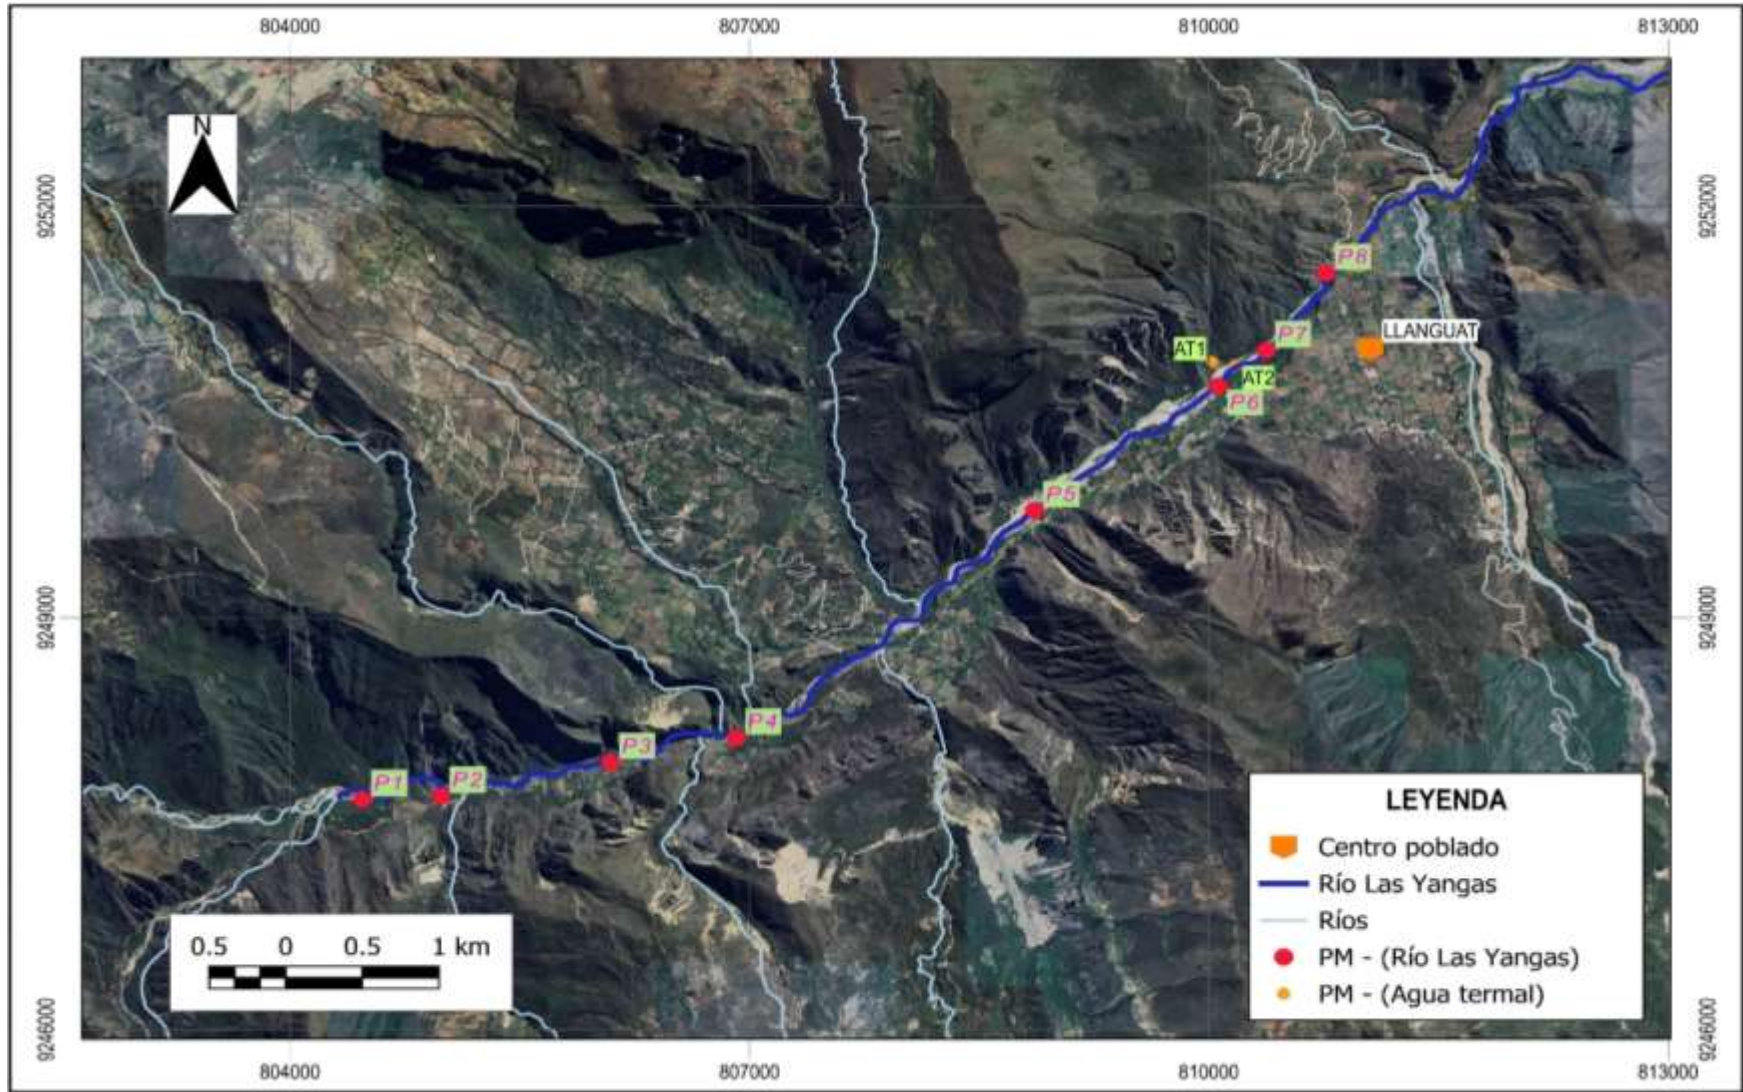 804000
807000
810000
813000
N
9252000
9252000
P8
LLANGUAT
P7
AT1
AT2
P6
P5
9249000
9249000
P4
P3
P1
P2
LEYENDA
Centro poblado
Río Las Yangas
Ríos
PM - (Río Las Yangas)
PM - (Agua termal)
0.5 0 0.5 1 km
9246000
9246000
804000
807000
810000
813000